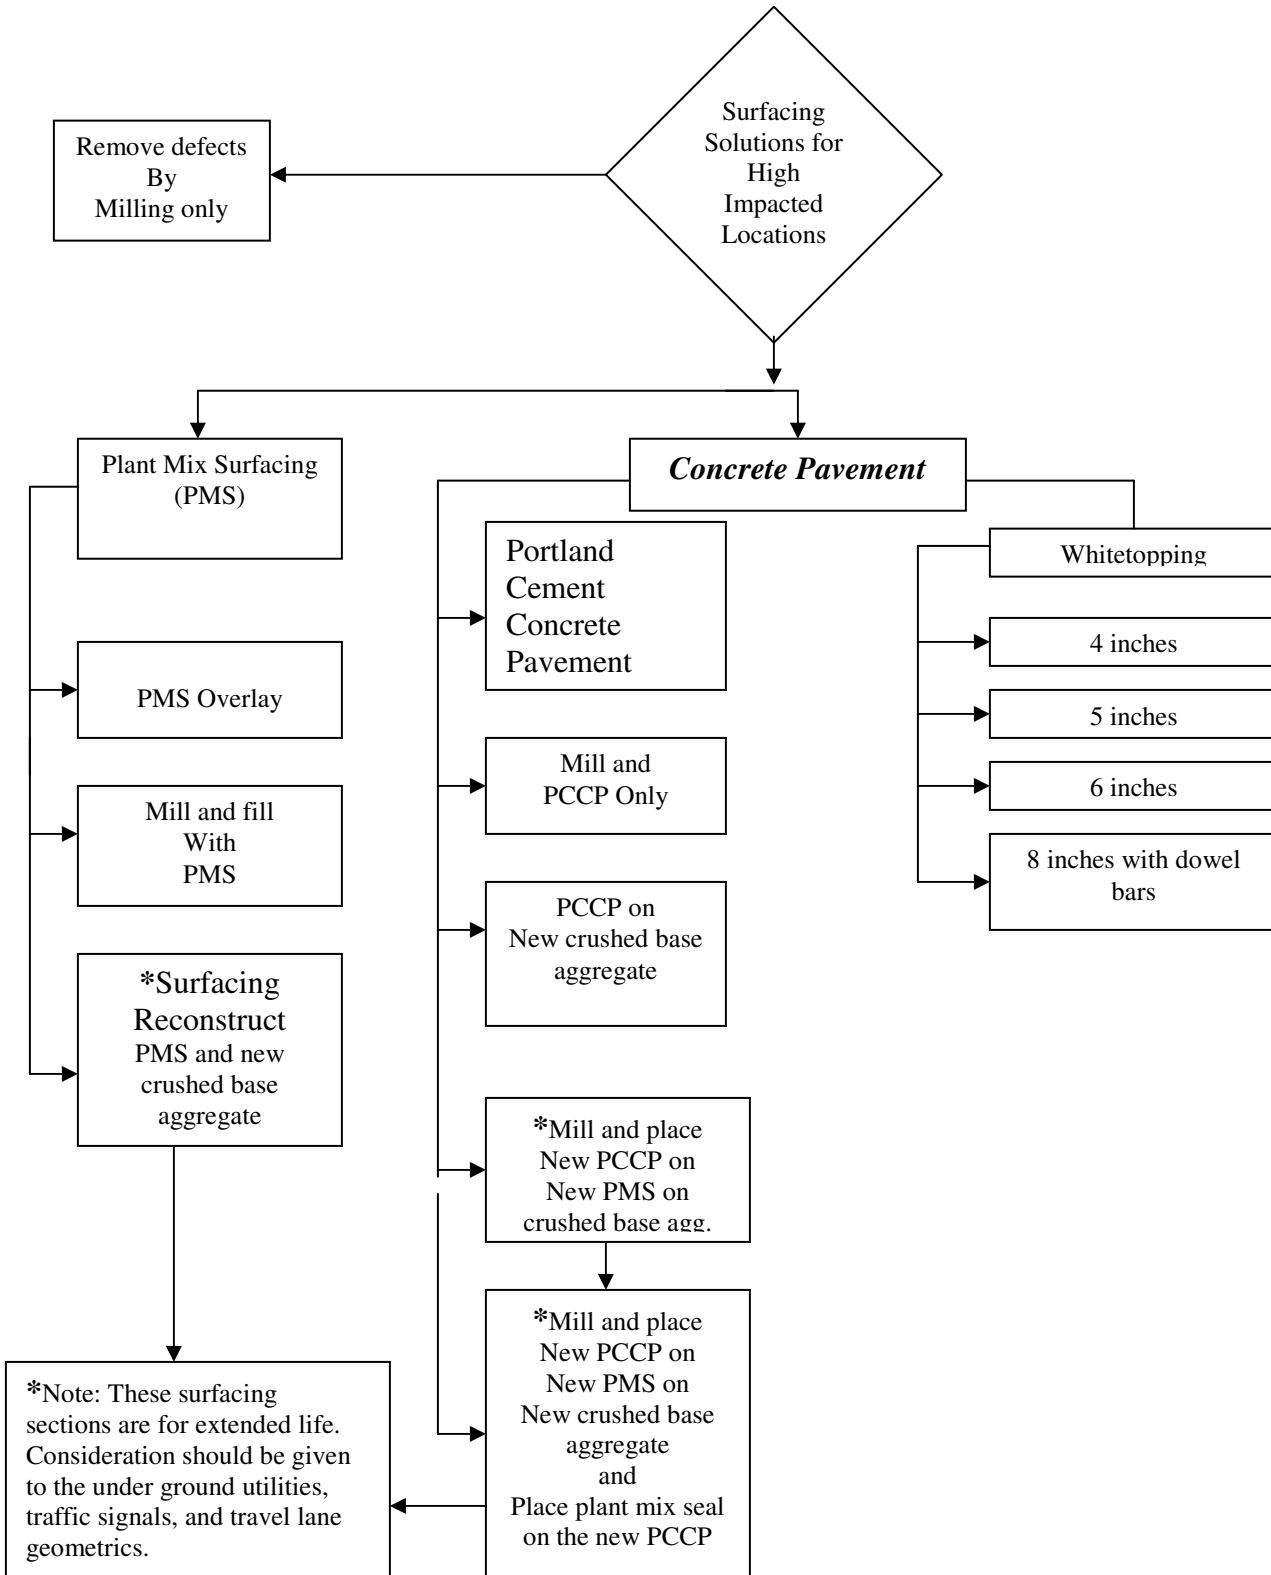 Surfacing
Solutions for
High
Impacted
Locations
Remove defects
By
Milling only
Plant Mix Surfacing
(PMS)
PMS Overlay
Mill and fill
With
PMS
*Surfacing
Reconstruct
PMS and new
crushed base
aggregate
Concrete Pavement
Portland
Cement
Concrete
Pavement
Mill and
PCCP Only
PCCP on
New crushed base
aggregate
*Mill and place
New PCCP on
New PMS on
crushed base agg.
*Mill and place
New PCCP on
New PMS on
New crushed base
aggregate
and
Place plant mix seal
on the new PCCP
Whitetopping
4 inches
5 inches
6 inches
8 inches with dowel
bars
*Note: These surfacing
sections are for extended life.
Consideration should be given
to the under ground utilities,
traffic signals, and travel lane
geometrics.